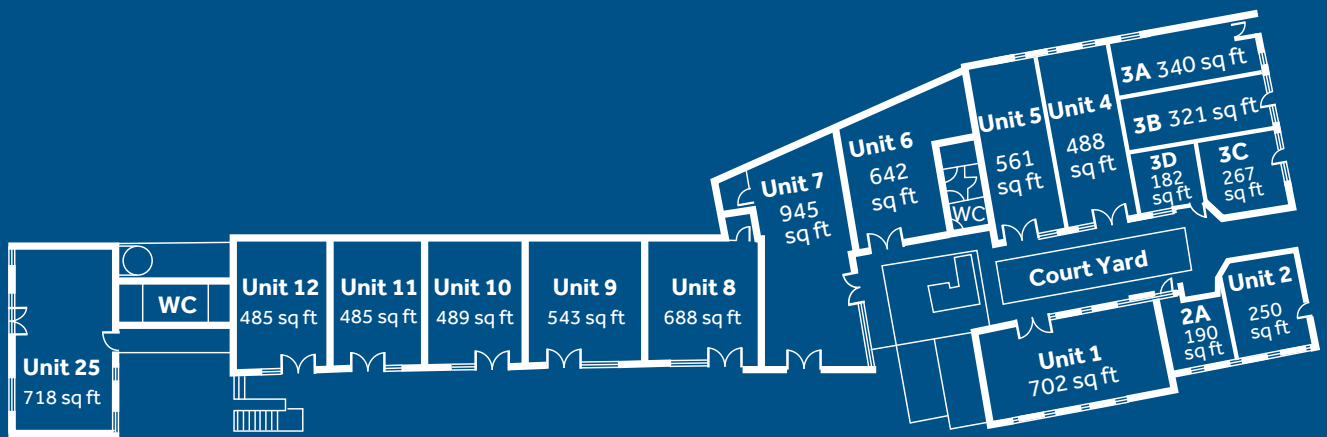 Unit 25
718 sq ft
WC
Unit 12
485 sq ft
Unit 11
485 sq ft
Unit 10
489 sq ft
Unit 9
543 sq ft
Unit 8
688 sq ft
Unit 7
945
sq ft
Unit 6
642
sq ft
WC
Unit 5
561
sq ft
Unit 4
488
sq ft
3A 340 sq ft
3B 321 sq ft
3D
182
sq ft
3C
267
sq ft
Court Yard
Unit 1
702 sq ft
2A
190
sq ft
Unit 2
250
sq ft